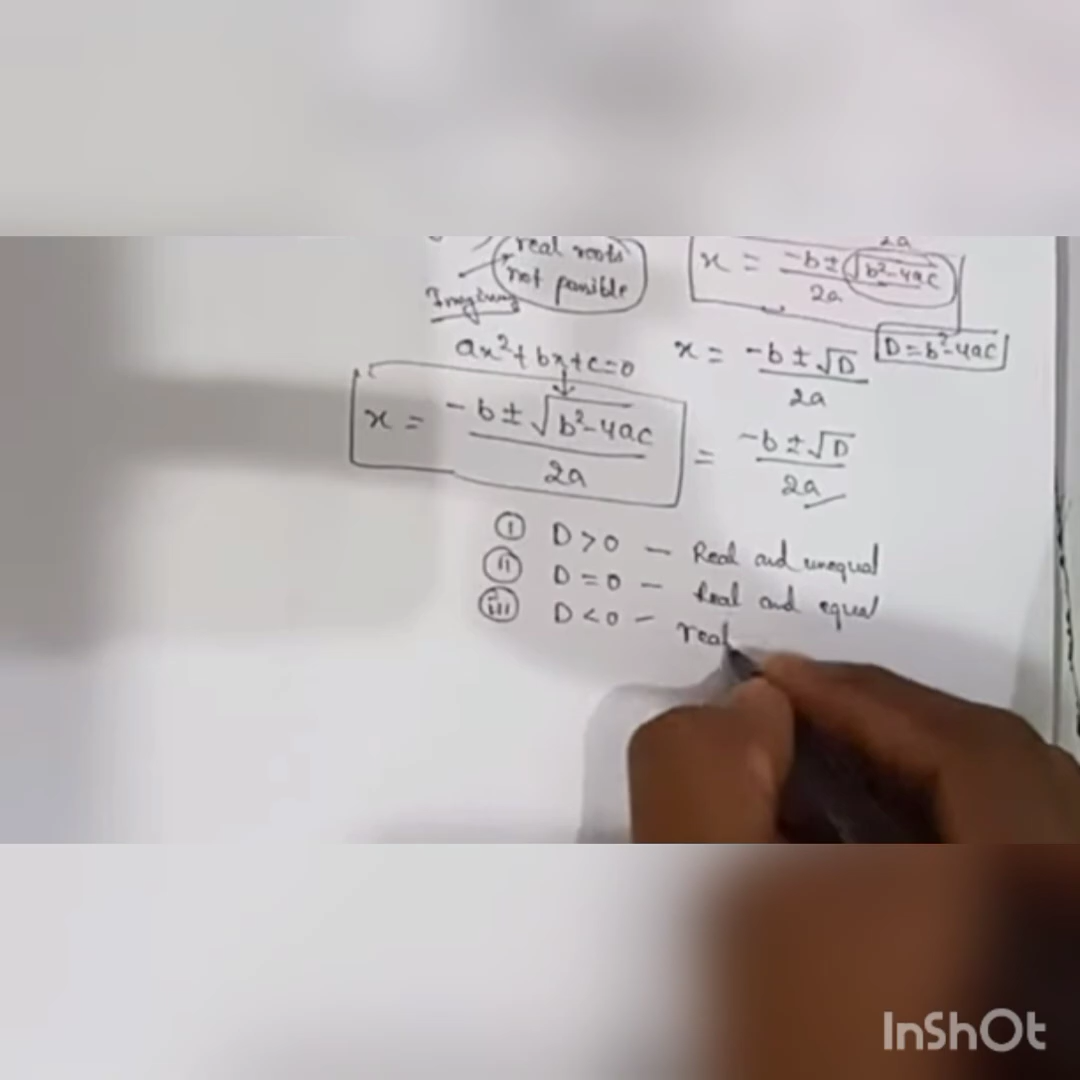 real roots
not possible
Imaginary
2a
x = -b ± √b²-4ac
2a
D = b²-4ac
ax² + bx + c = 0
x = -b ± √D
2a
x = -b ± √b²-4ac
2a
= -b ± √D
2a
(i) D > 0 — Real and unequal
(ii) D = 0 — Real and equal
(iii) D < 0 — real
InShOt